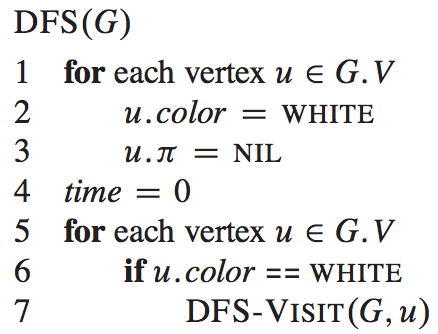 DFS(G)
1 for each vertex u ∈ G.V
2 u.color = WHITE
3 u.π = NIL
4 time = 0
5 for each vertex u ∈ G.V
6 if u.color == WHITE
7 DFS-VISIT(G, u)